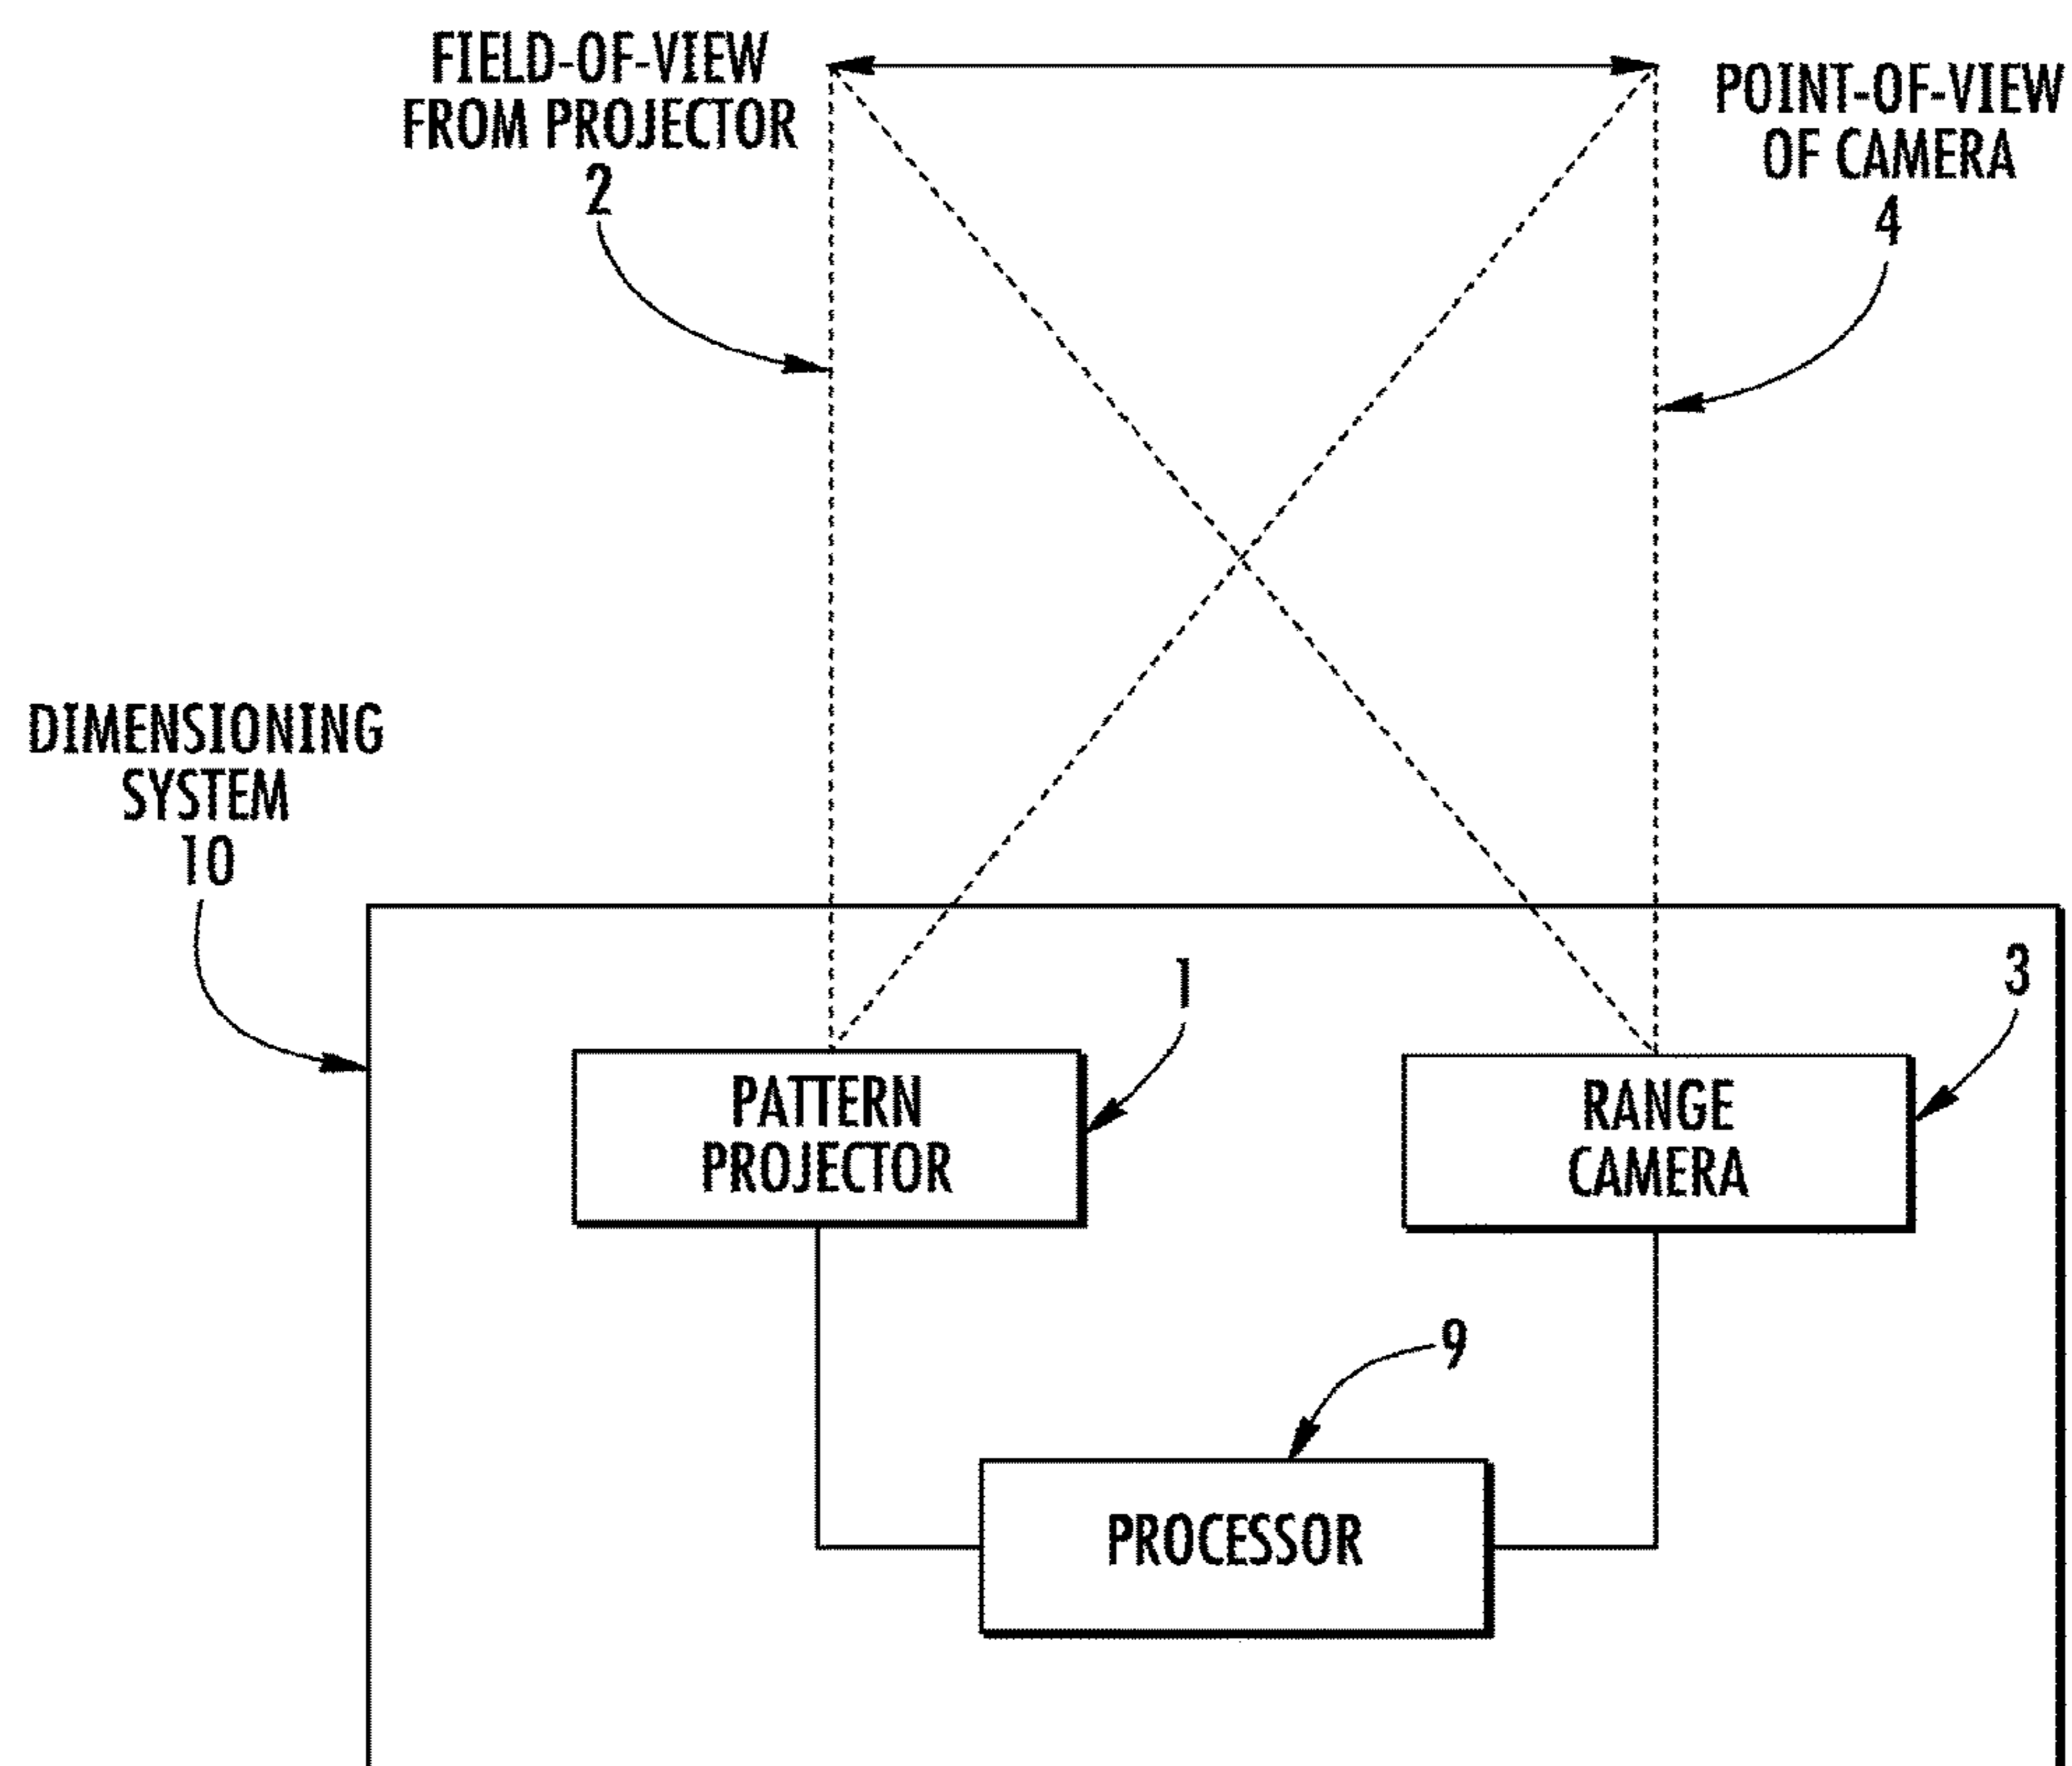 FIELD-OF-VIEW
FROM PROJECTOR
2
POINT-OF-VIEW
OF CAMERA
4
DIMENSIONING
SYSTEM
10
1
3
PATTERN
PROJECTOR
RANGE
CAMERA
9
PROCESSOR